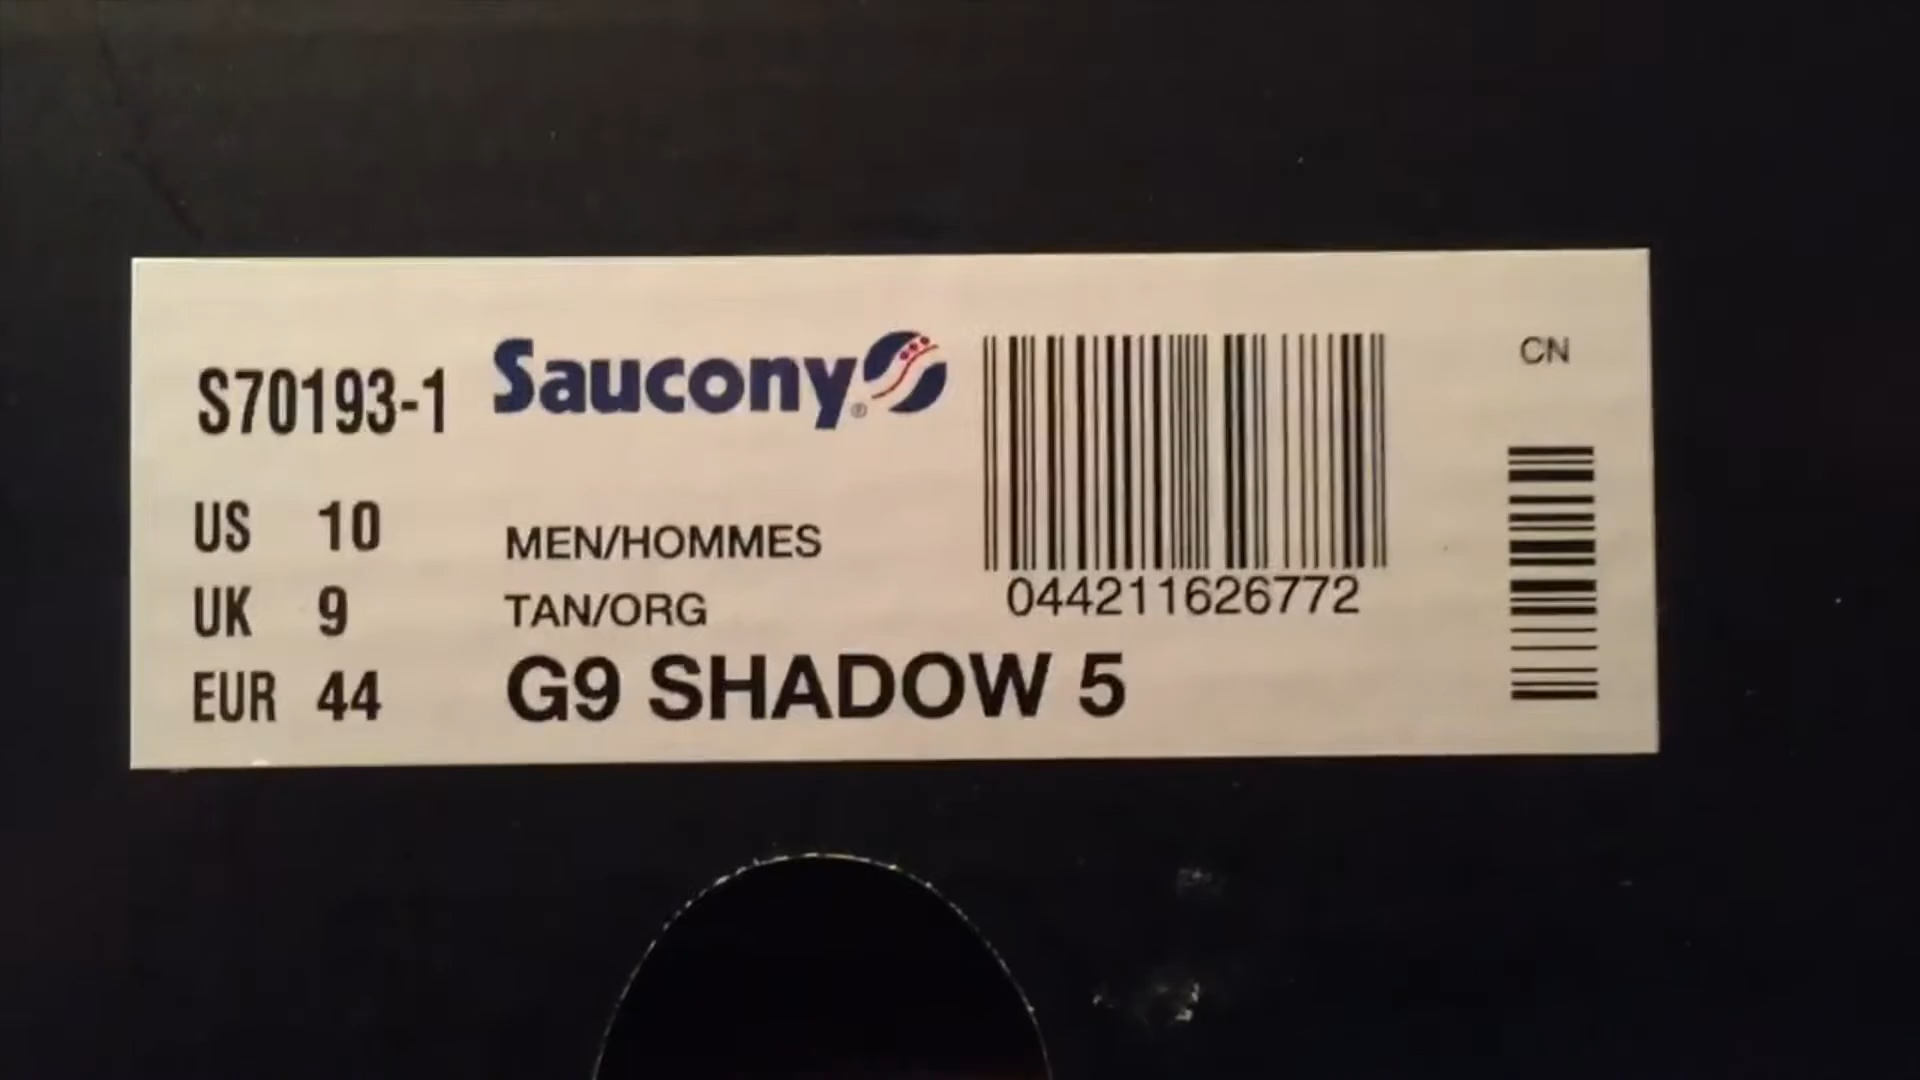 S70193-1
Saucony®
CN
US 10
UK 9
EUR 44
MEN/HOMMES
TAN/ORG
G9 SHADOW 5
044211626772